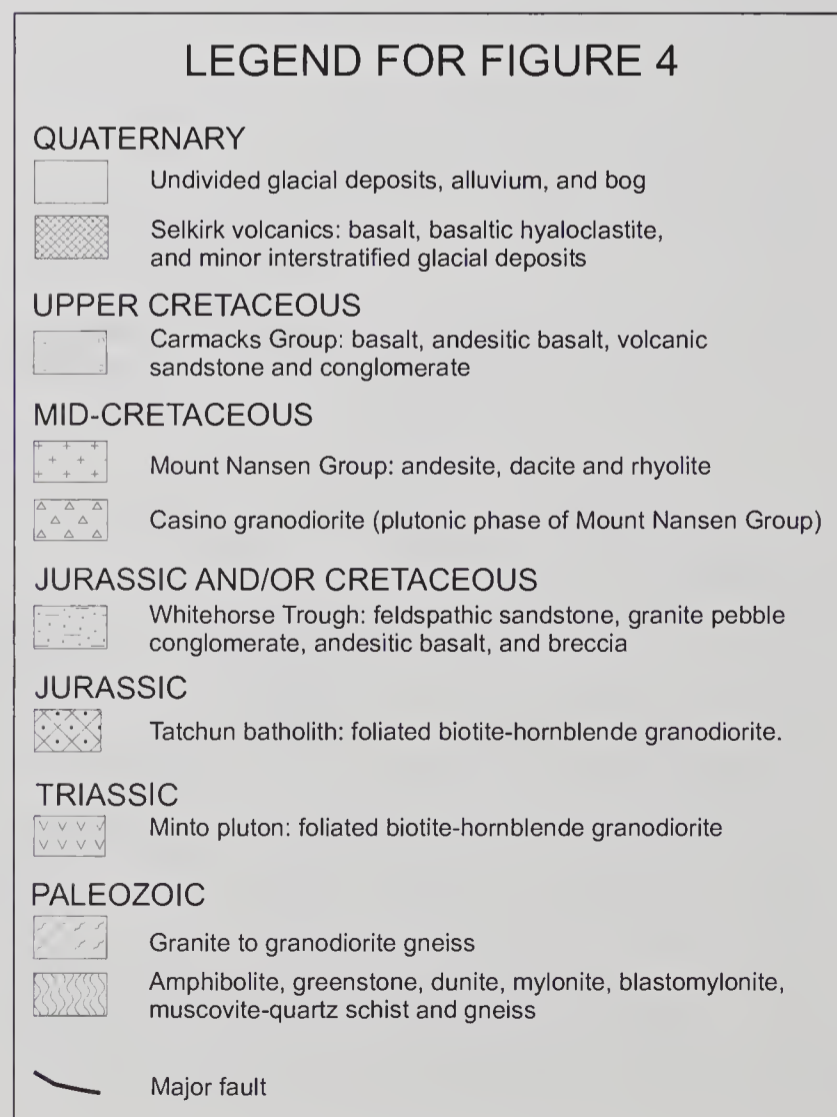 LEGEND FOR FIGURE 4
QUATERNARY
Undivided glacial deposits, alluvium, and bog
Selkirk volcanics: basalt, basaltic hyaloclastite,
and minor interstratified glacial deposits
UPPER CRETACEOUS
Carmacks Group: basalt, andesitic basalt, volcanic
sandstone and conglomerate
MID-CRETACEOUS
Mount Nansen Group: andesite, dacite and rhyolite
Casino granodiorite (plutonic phase of Mount Nansen Group)
JURASSIC AND/OR CRETACEOUS
Whitehorse Trough: feldspathic sandstone, granite pebble
conglomerate, andesitic basalt, and breccia
JURASSIC
Tatchun batholith: foliated biotite-hornblende granodiorite.
TRIASSIC
Minto pluton: foliated biotite-hornblende granodiorite
PALEOZOIC
Granite to granodiorite gneiss
Amphibolite, greenstone, dunite, mylonite, blastomylonite,
muscovite-quartz schist and gneiss
Major fault